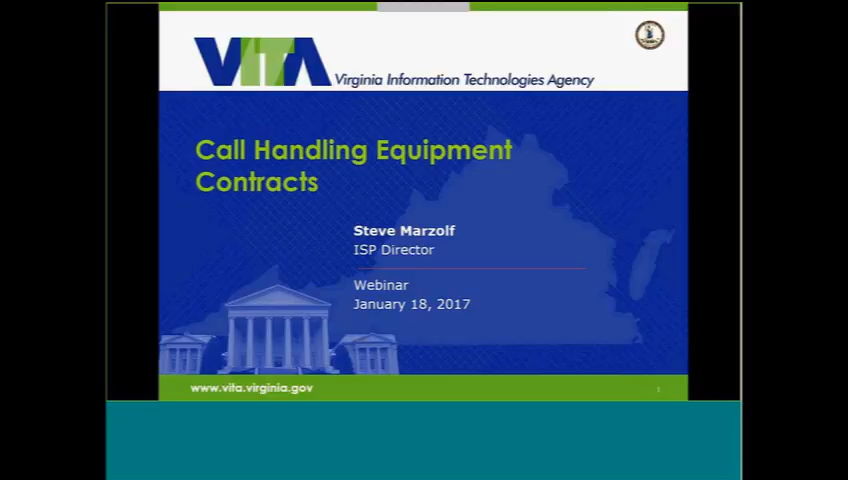 VITA
Virginia Information Technologies Agency
Call Handling Equipment
Contracts
Steve Marzolf
ISP Director
Webinar
January 18, 2017
www.vita.virginia.gov
1